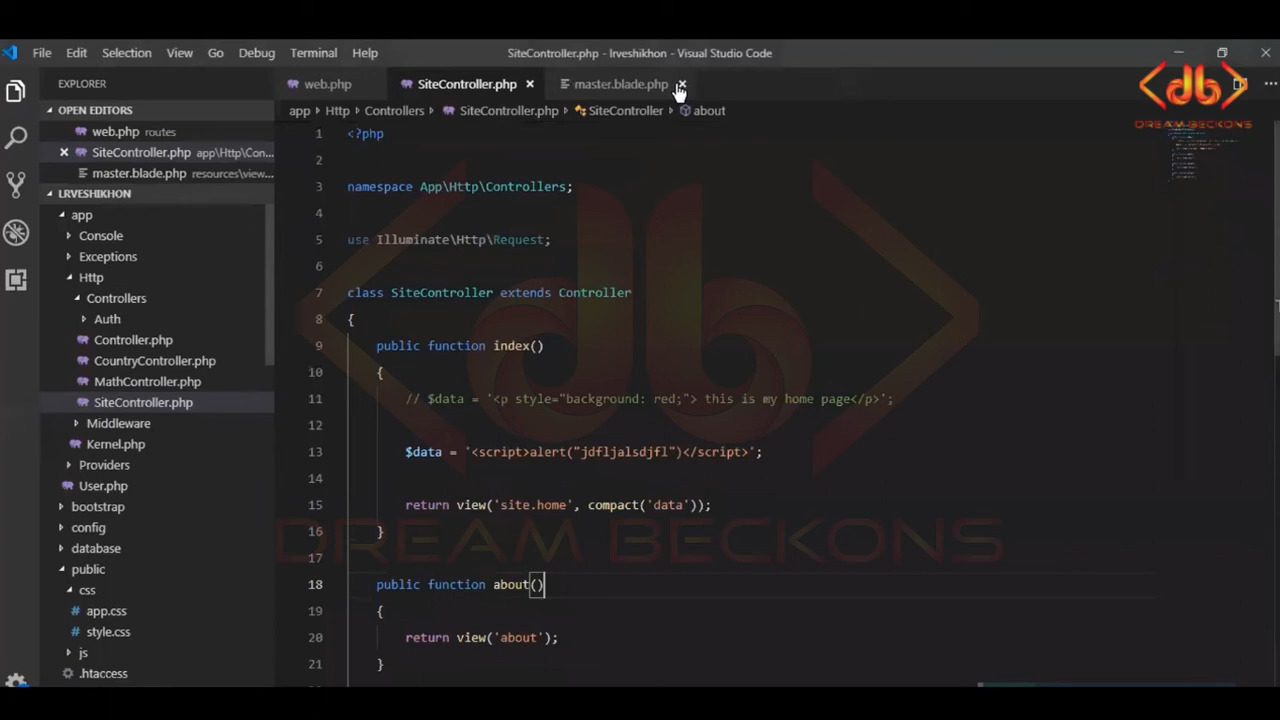 File Edit Selection View Go Debug Terminal Help
SiteController.php - lrveshikhon - Visual Studio Code
DREAM BECKONS
EXPLORER
OPEN EDITORS
web.php routes
SiteController.php app\Http\Con...
master.blade.php resources\view...
LRVESHIKHON
app
Console
Exceptions
Http
Controllers
Auth
Controller.php
CountryController.php
MathController.php
SiteController.php
Middleware
Kernel.php
Providers
User.php
bootstrap
config
database
public
css
app.css
style.css
js
.htaccess
web.php SiteController.php master.blade.php
app Http Controllers SiteController.php SiteController about
1 <?php
2
3 namespace App\Http\Controllers;
4
5 use Illuminate\Http\Request;
6
7 class SiteController extends Controller
8 {
9 public function index()
10 {
11 // $data = '<p style="background: red;"> this is my home page</p>';
12
13 $data = '<script>alert("jdfljalsdjfl")</script>';
14
15 return view('site.home', compact('data'));
16 }
17
18 public function about()
19 {
20 return view('about');
21 }
DREAM BECKONS